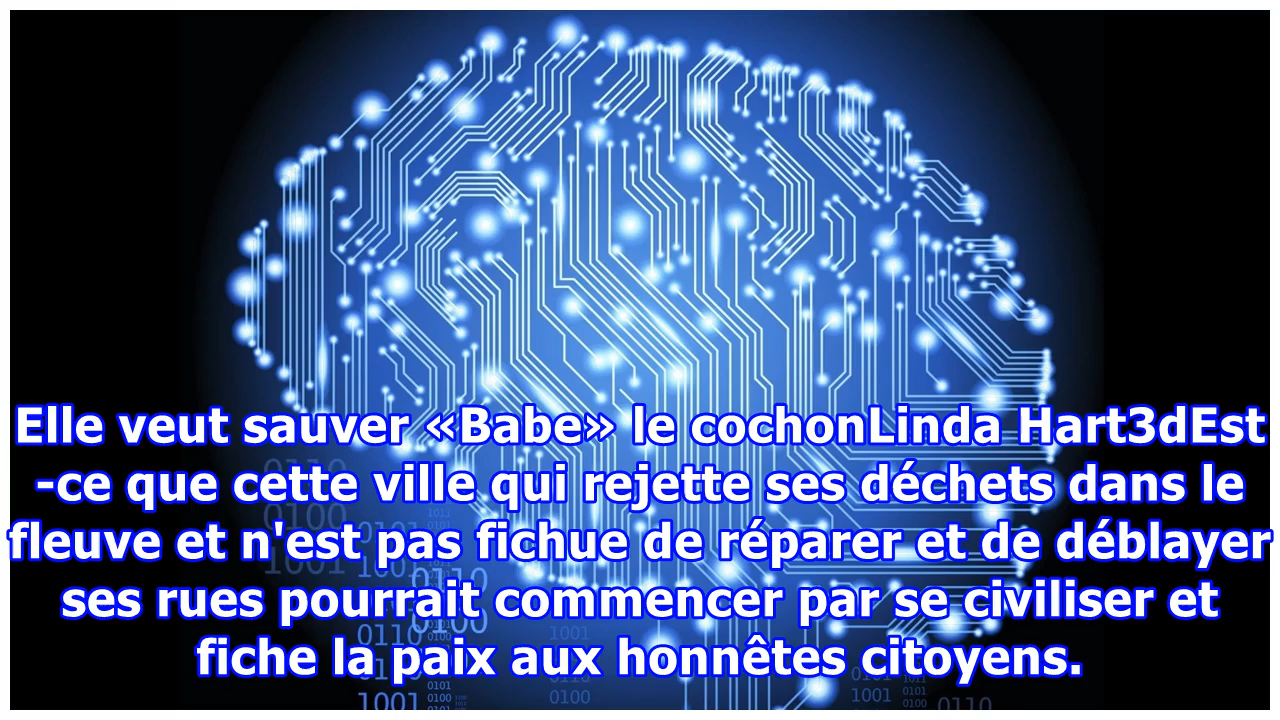 Elle veut sauver «Babe» le cochonLinda Hart3dEst
-ce que cette ville qui rejette ses déchets dans le
fleuve et n'est pas fichue de réparer et de déblayer
ses rues pourrait commencer par se civiliser et
fiche la paix aux honnêtes citoyens.